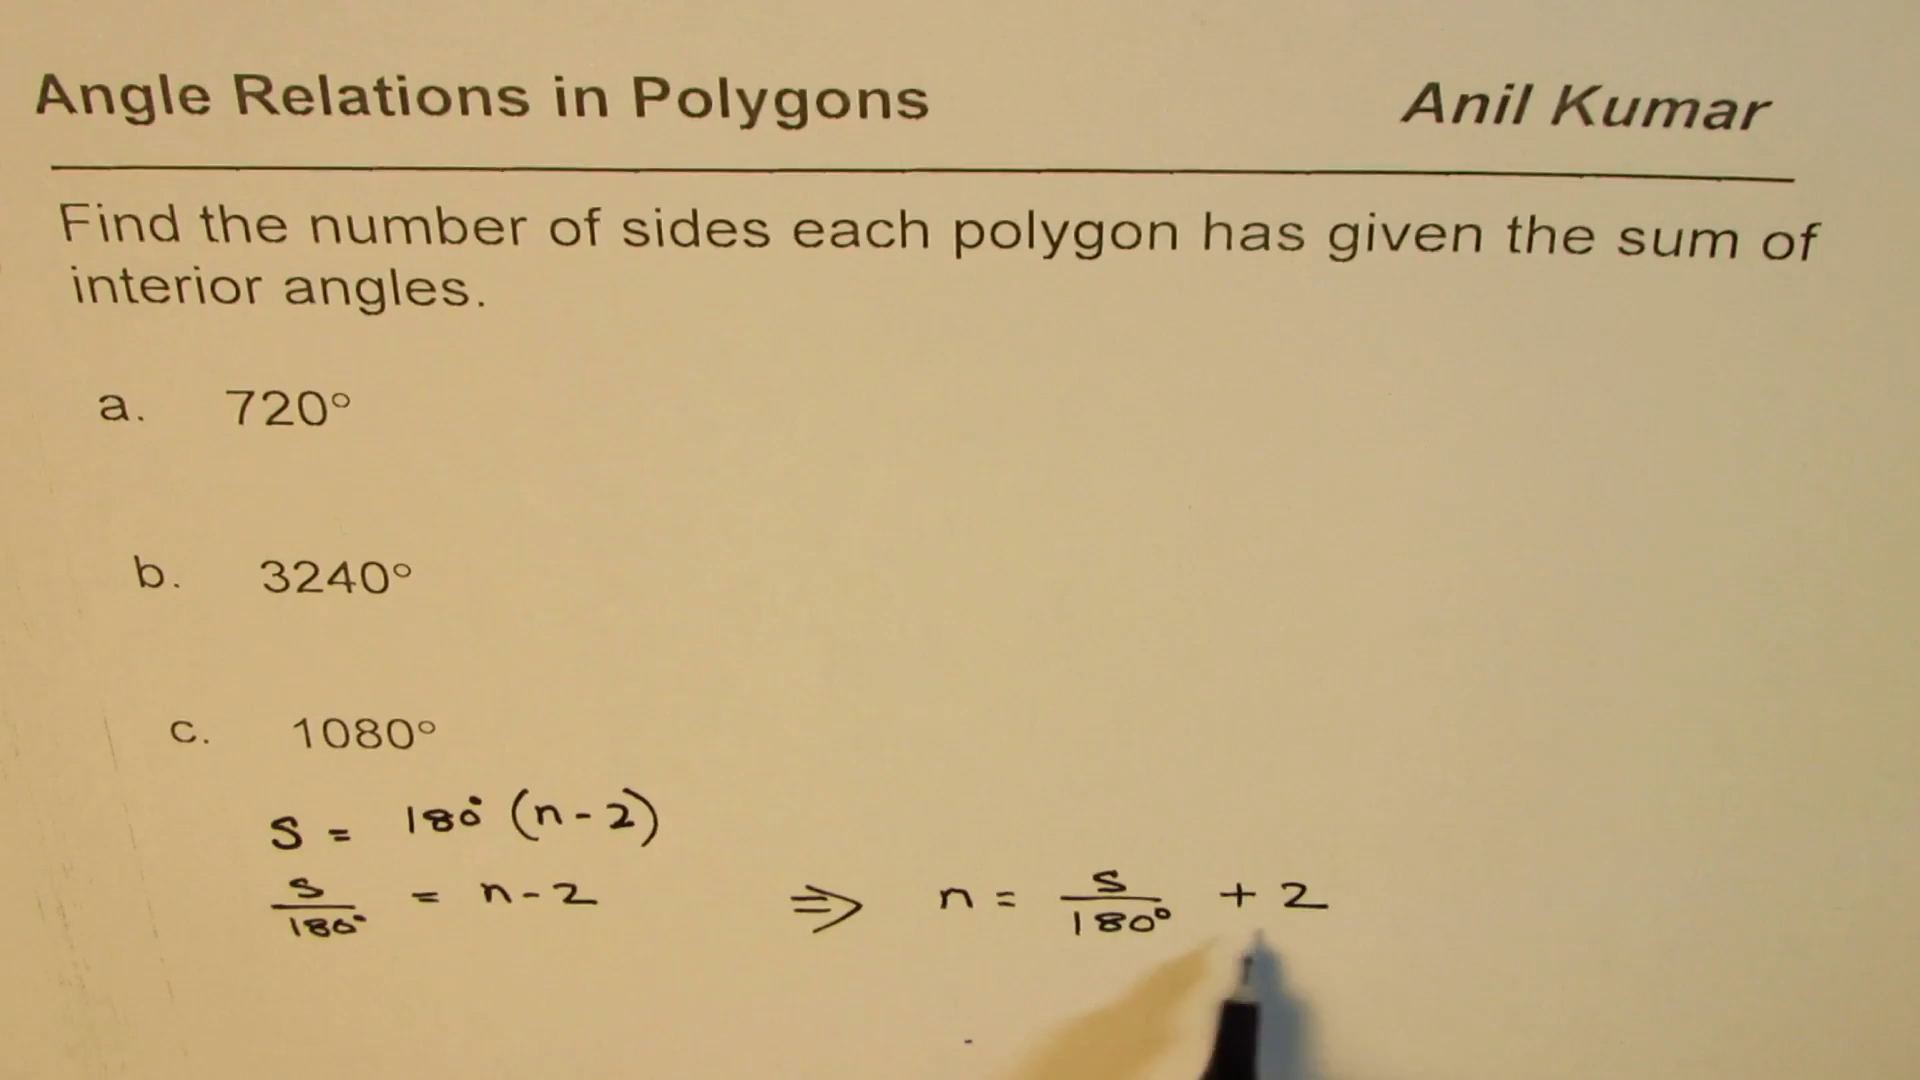 Angle Relations in Polygons Anil Kumar
Find the number of sides each polygon has given the sum of
interior angles.
a. 720°
b. 3240°
c. 1080°
S = 180° (n - 2)
S/180° = n - 2 ⇒ n = S/180° + 2